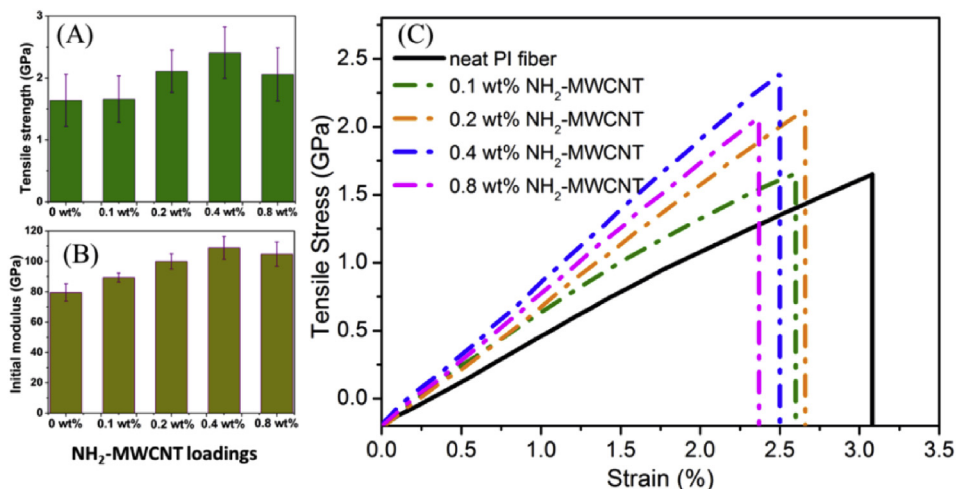 (A)
Tensile strength (GPa)
3
2
1
0
0 wt% 0.1 wt% 0.2 wt% 0.4 wt% 0.8 wt%
(B)
Initial modulus (GPa)
120
100
80
60
40
20
0
0 wt% 0.1 wt% 0.2 wt% 0.4 wt% 0.8 wt%
NH₂-MWCNT loadings
(C)
neat PI fiber
0.1 wt% NH₂-MWCNT
0.2 wt% NH₂-MWCNT
0.4 wt% NH₂-MWCNT
0.8 wt% NH₂-MWCNT
Tensile Stress (GPa)
2.5
2.0
1.5
1.0
0.5
0.0
0.0 0.5 1.0 1.5 2.0 2.5 3.0 3.5
Strain (%)